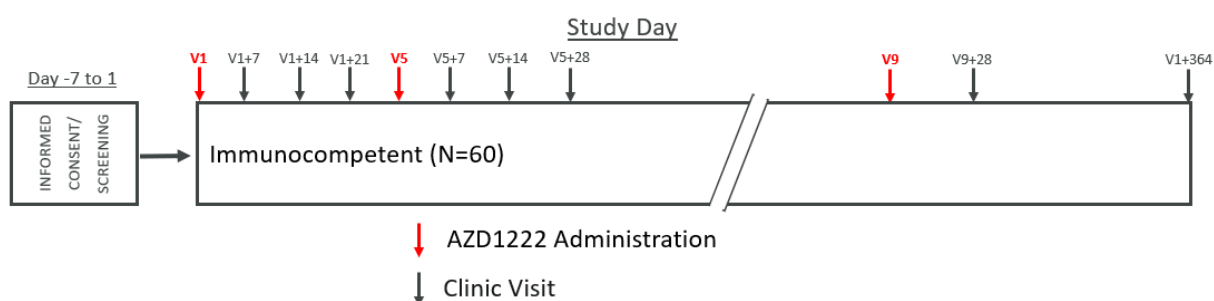 Study Day
V1 V1+7 V1+14 V1+21 V5 V5+7 V5+14 V5+28 V9 V9+28 V1+364
Day -7 to 1
INFORMED
CONSENT/
SCREENING
Immunocompetent (N=60)
AZD1222 Administration
Clinic Visit